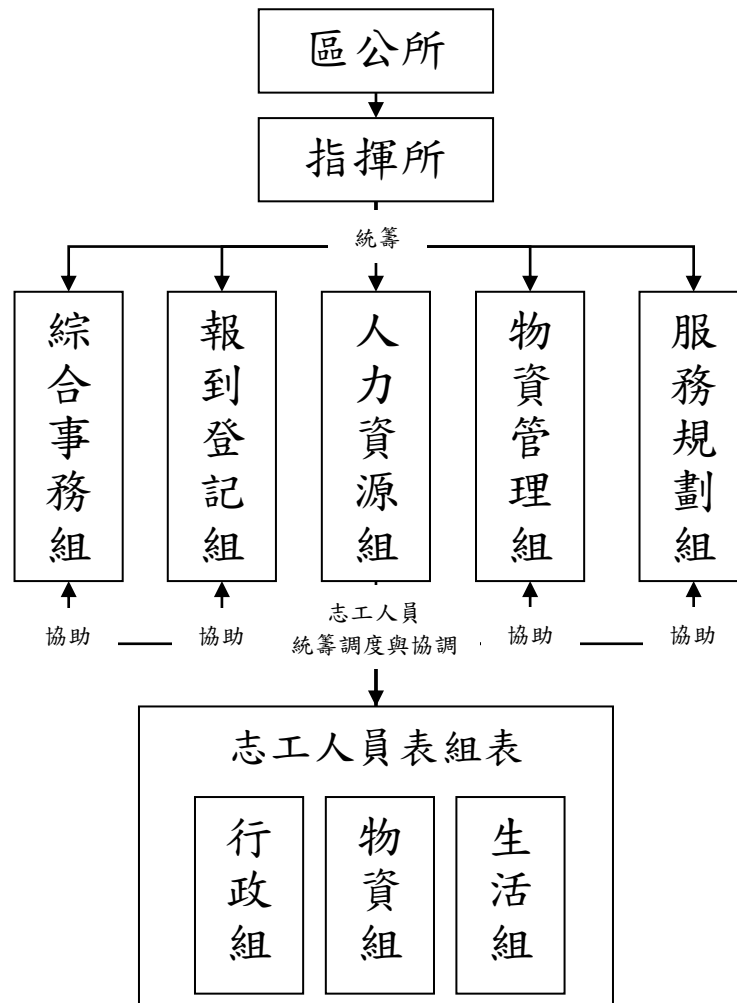 區公所
指揮所
統籌
綜合事務組
報到登記組
人力資源組
物資管理組
服務規劃組
協助
協助
志工人員
統籌調度與協調
協助
協助
志工人員表組表
行政組
物資組
生活組